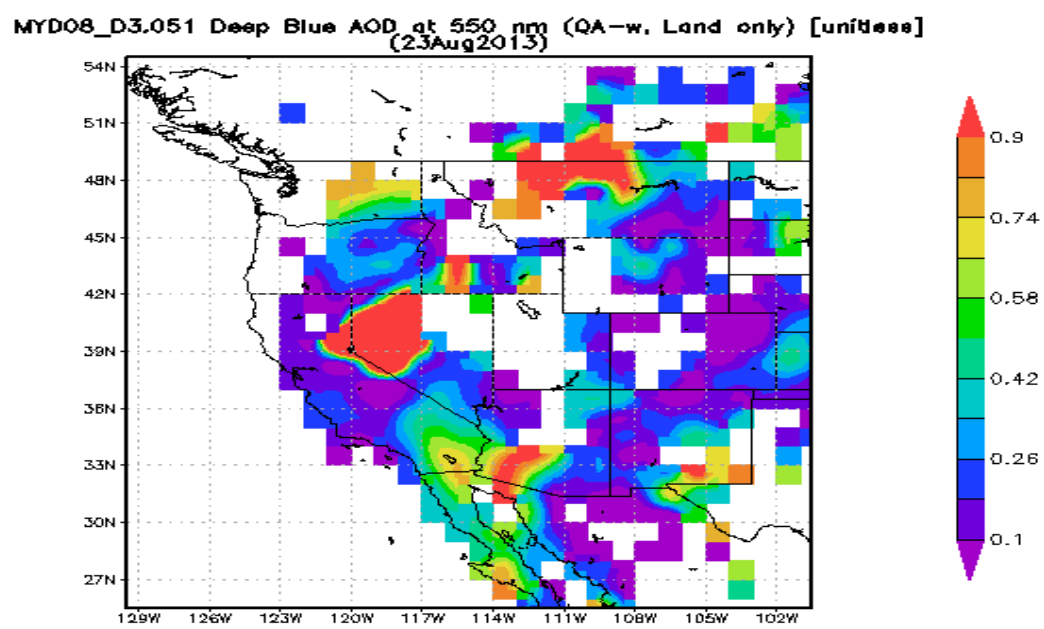 MYD08_D3.051 Deep Blue AOD at 550 nm (QA-w, Land only) [unitless]
(23Aug2013)
54N
51N
48N
45N
42N
39N
36N
33N
30N
27N
129W 126W 123W 120W 117W 114W 111W 108W 105W 102W
0.9
0.74
0.58
0.42
0.26
0.1